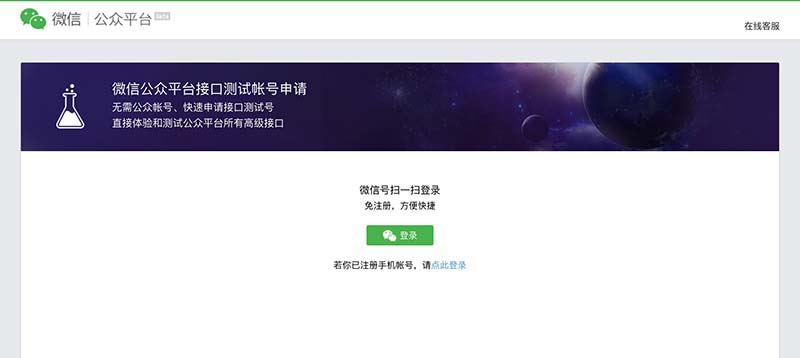 微信 | 公众平台 Beta
在线客服
微信公众平台接口测试帐号申请
无需公众帐号、快速申请接口测试号
直接体验和测试公众平台所有高级接口
微信号扫一扫登录
免注册，方便快捷
登录
若你已注册手机帐号，请点此登录